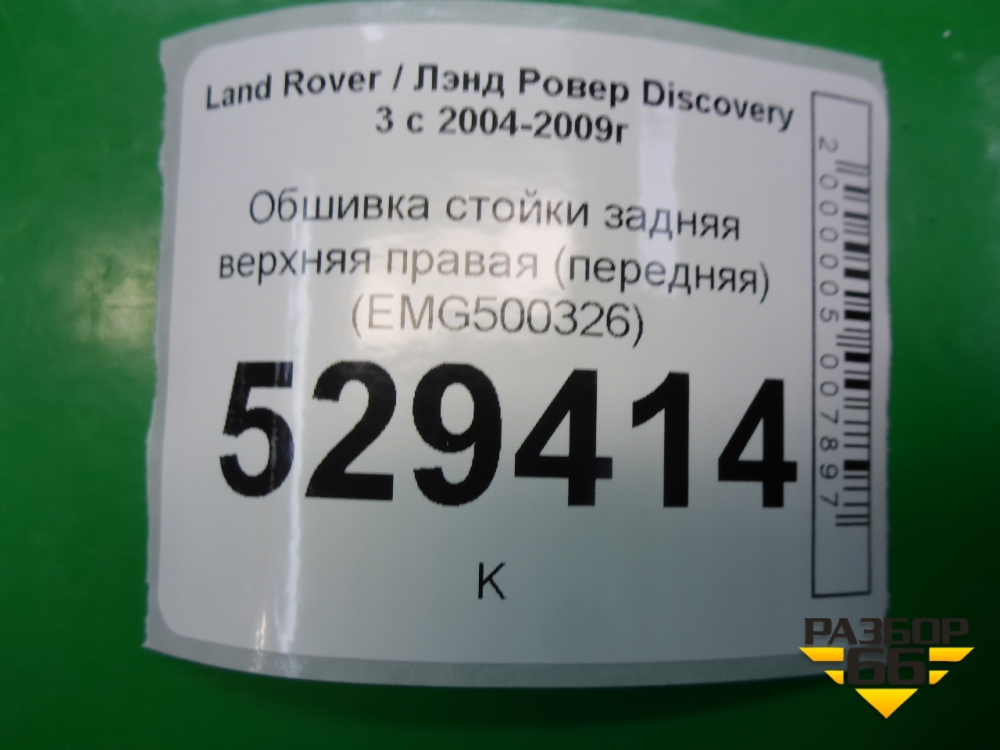 Land Rover / Лэнд Ровер Discovery
3 с 2004-2009г
Обшивка стойки задняя
верхняя правая (передняя)
(EMG500326)
529414
К
2000005007897
РАЗБОР
66